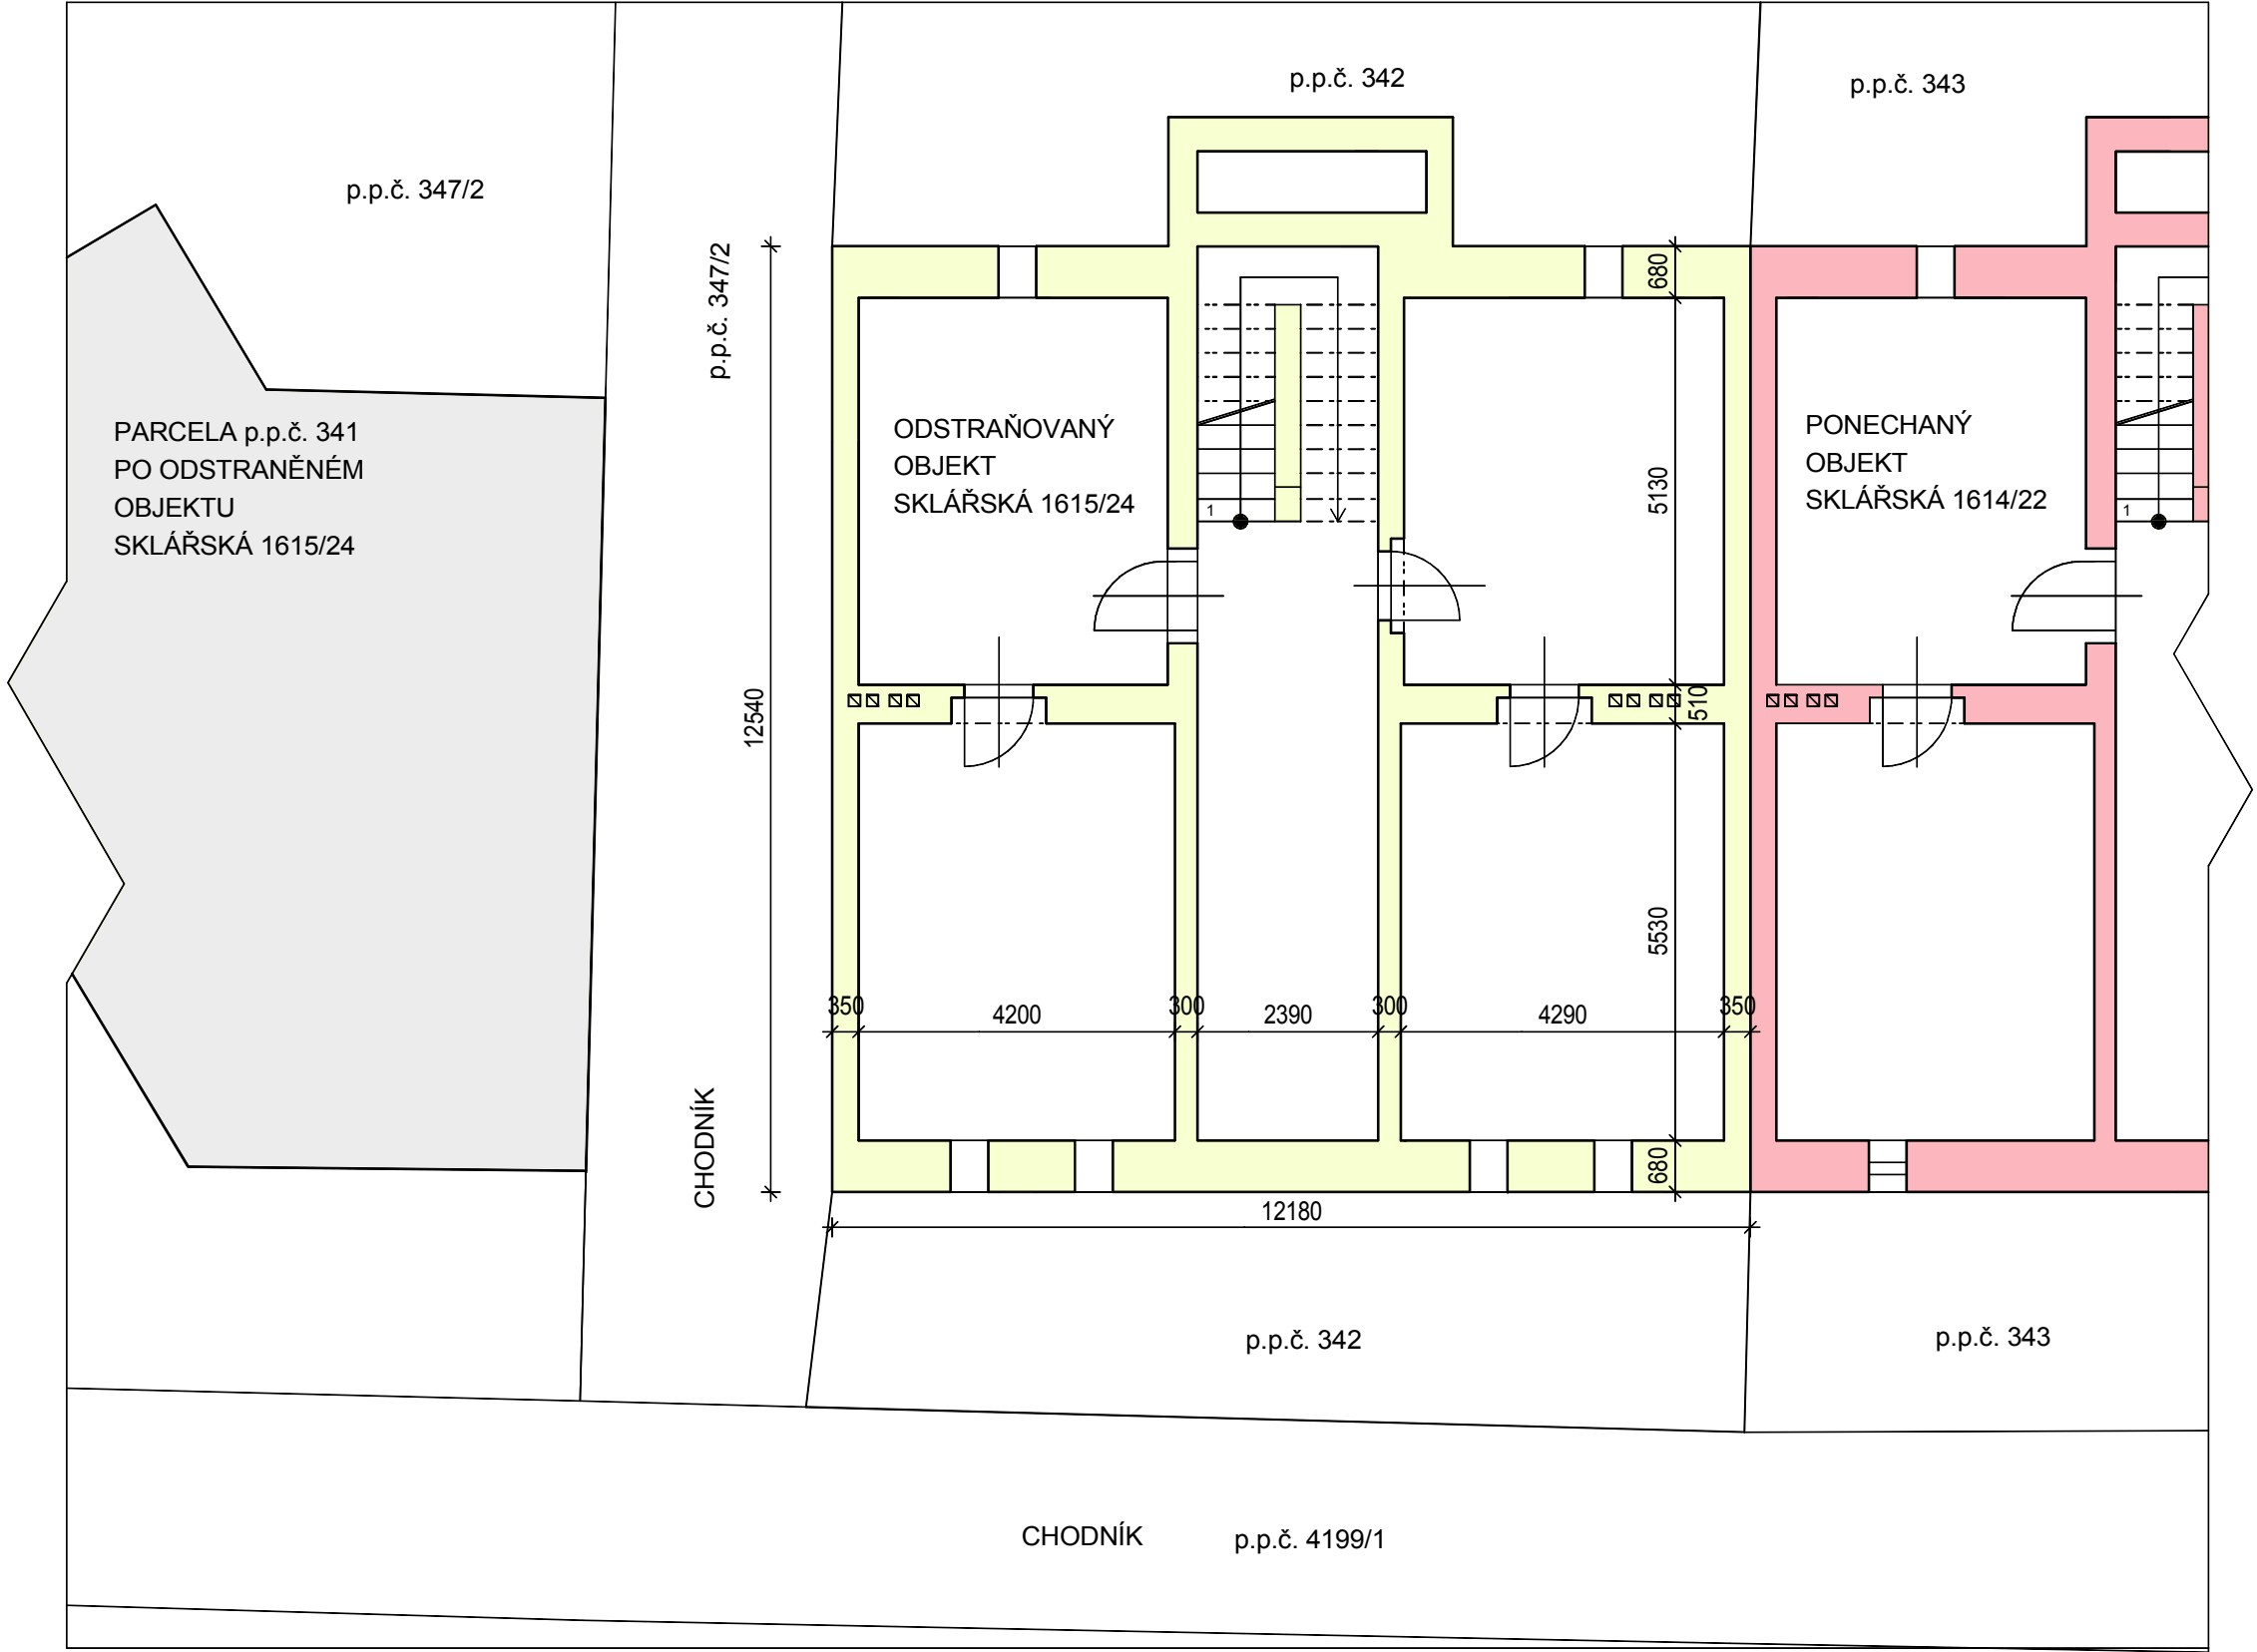 p.p.č. 342
p.p.č. 343
p.p.č. 347/2
p.p.č. 347/2
PARCELA p.p.č. 341
PO ODSTRANĚNÉM
OBJEKTU
SKLÁŘSKÁ 1615/24
ODSTRAŇOVANÝ
OBJEKT
SKLÁŘSKÁ 1615/24
PONECHANÝ
OBJEKT
SKLÁŘSKÁ 1614/22
1
1
680
5130
510
5530
680
12540
350
4200
300
2390
300
4290
350
12180
CHODNÍK
p.p.č. 342
p.p.č. 343
CHODNÍK p.p.č. 4199/1